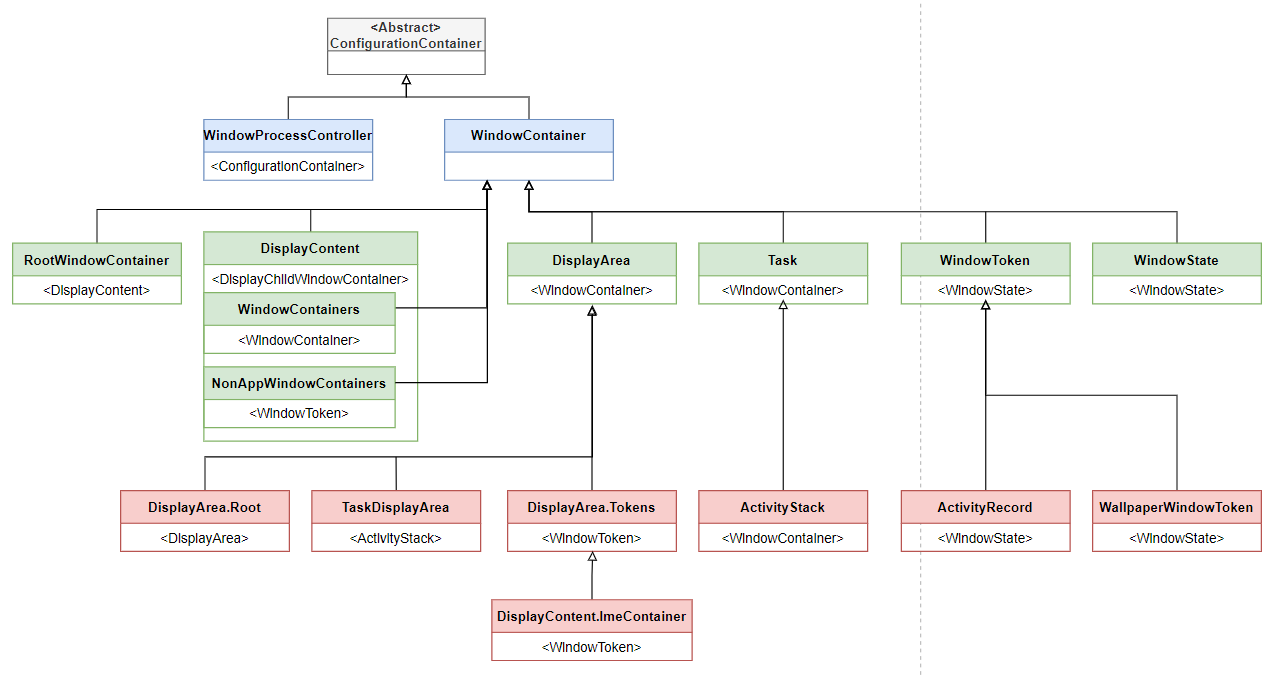 <Abstract>
ConfigurationContainer
WindowProcessController
<ConfigurationContainer>
WindowContainer
RootWindowContainer
<DisplayContent>
DisplayContent
<DisplayChildWindowContainer>
WindowContainers
<WindowContainer>
NonAppWindowContainers
<WindowToken>
DisplayArea
<WindowContainer>
Task
<WindowContainer>
WindowToken
<WindowState>
WindowState
<WindowState>
DisplayArea.Root
<DisplayArea>
TaskDisplayArea
<ActivityStack>
DisplayArea.Tokens
<WindowToken>
ActivityStack
<WindowContainer>
ActivityRecord
<WindowState>
WallpaperWindowToken
<WindowState>
DisplayContent.ImeContainer
<WindowToken>